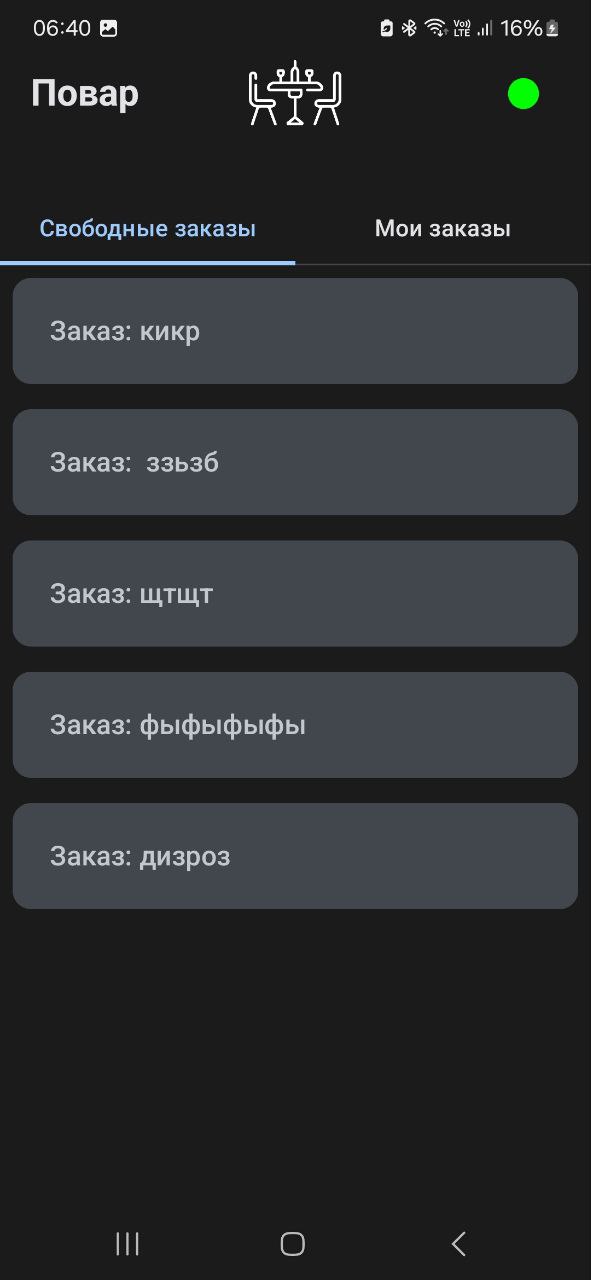 06:40 Vo)) LTE 16%
Повар
Свободные заказы Мои заказы
Заказ: кикр
Заказ:  ззьзб
Заказ: щтщт
Заказ: фыфыфыфы
Заказ: дизроз